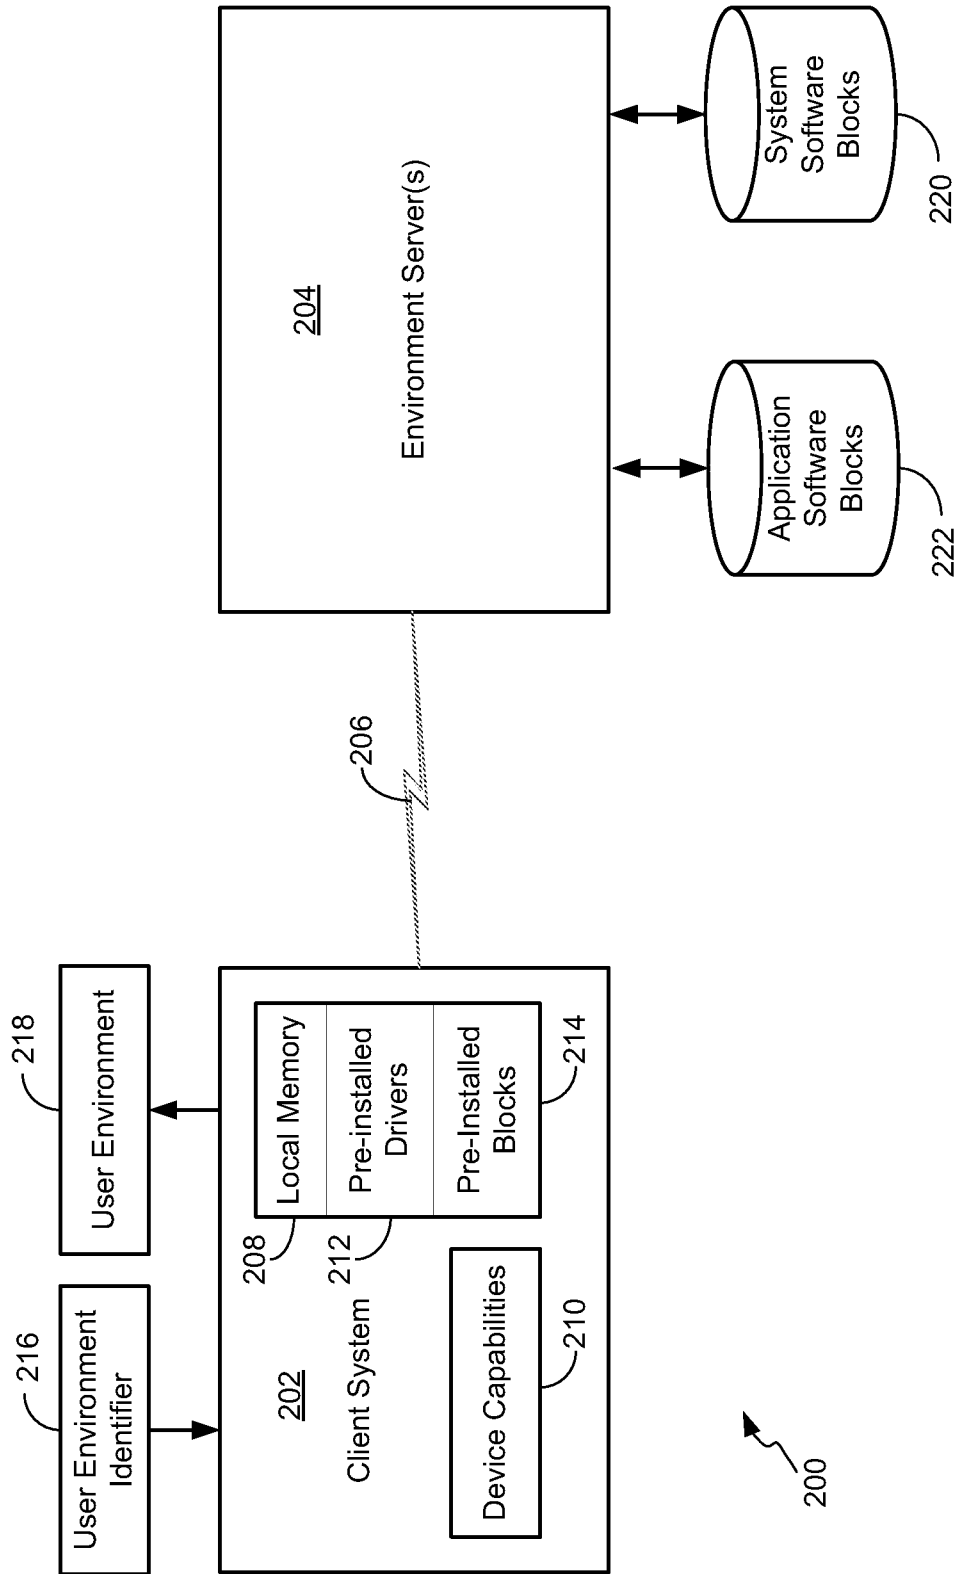 216
User Environment
Identifier
218
User Environment
202
Client System
208
Local Memory
212
Pre-installed
Drivers
Pre-Installed
Blocks
214
Device Capabilities
210
206
204
Environment Server(s)
Application
Software
Blocks
222
System
Software
Blocks
220
200